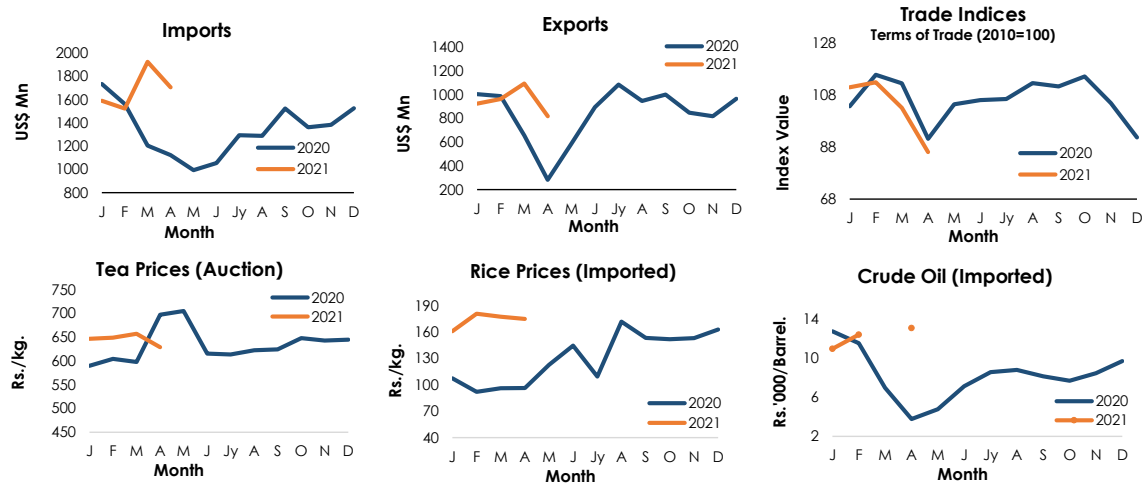 Imports
US$ Mn
2000
1800
1600
1400
1200
1000
800
2020
2021
J F M A M J Jy A S O N D
Month
Exports
US$ Mn
1400
1200
1000
800
600
400
200
2020
2021
J F M A M J Jy A S O N D
Month
Trade Indices
Terms of Trade (2010=100)
Index Value
128
108
88
68
2020
2021
J F M A M J Jy A S O N D
Month
Tea Prices (Auction)
Rs./kg.
750
700
650
600
550
500
450
2020
2021
J F M A M J Jy A S O N D
Month
Rice Prices (Imported)
Rs./kg.
190
160
130
100
70
40
2020
2021
J F M A M J Jy A S O N D
Month
Crude Oil (Imported)
Rs.'000/Barrel.
14
10
6
2
2020
2021
J F M A M J Jy A S O N D
Month